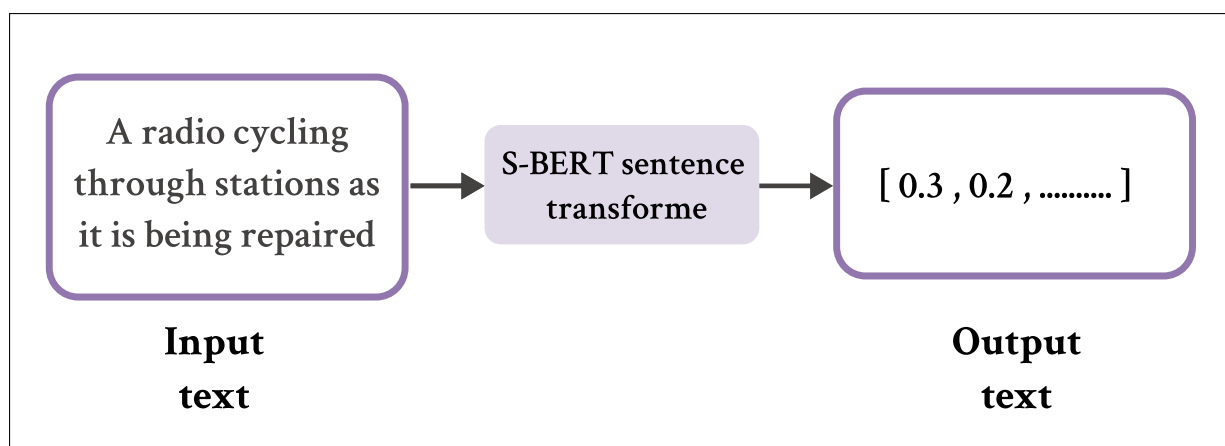 A radio cycling
through stations as
it is being repaired
S-BERT sentence
transforme
[ 0.3 , 0.2 , .......... ]
Input
text
Output
text